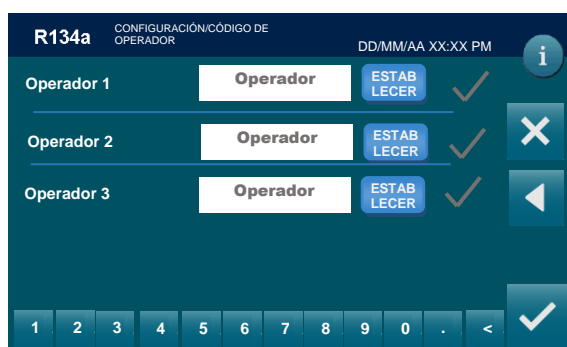 R134a
CONFIGURACIÓN/CÓDIGO DE
OPERADOR
DD/MM/AA XX:XX PM
i
Operador 1
Operador
ESTAB
LECER
Operador 2
Operador
ESTAB
LECER
Operador 3
Operador
ESTAB
LECER
1 2 3 4 5 6 7 8 9 0 . <